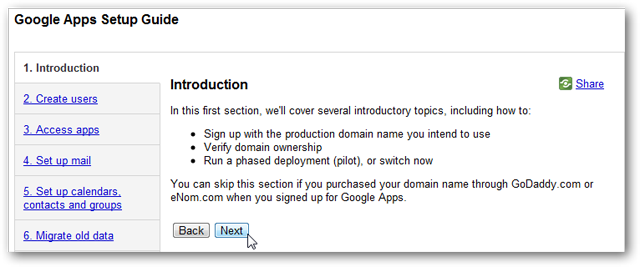 Google Apps Setup Guide
1. Introduction
2. Create users
3. Access apps
4. Set up mail
5. Set up calendars,
contacts and groups
6. Migrate old data
Introduction
Share
In this first section, we'll cover several introductory topics, including how to:
• Sign up with the production domain name you intend to use
• Verify domain ownership
• Run a phased deployment (pilot), or switch now
You can skip this section if you purchased your domain name through GoDaddy.com or
eNom.com when you signed up for Google Apps.
Back Next